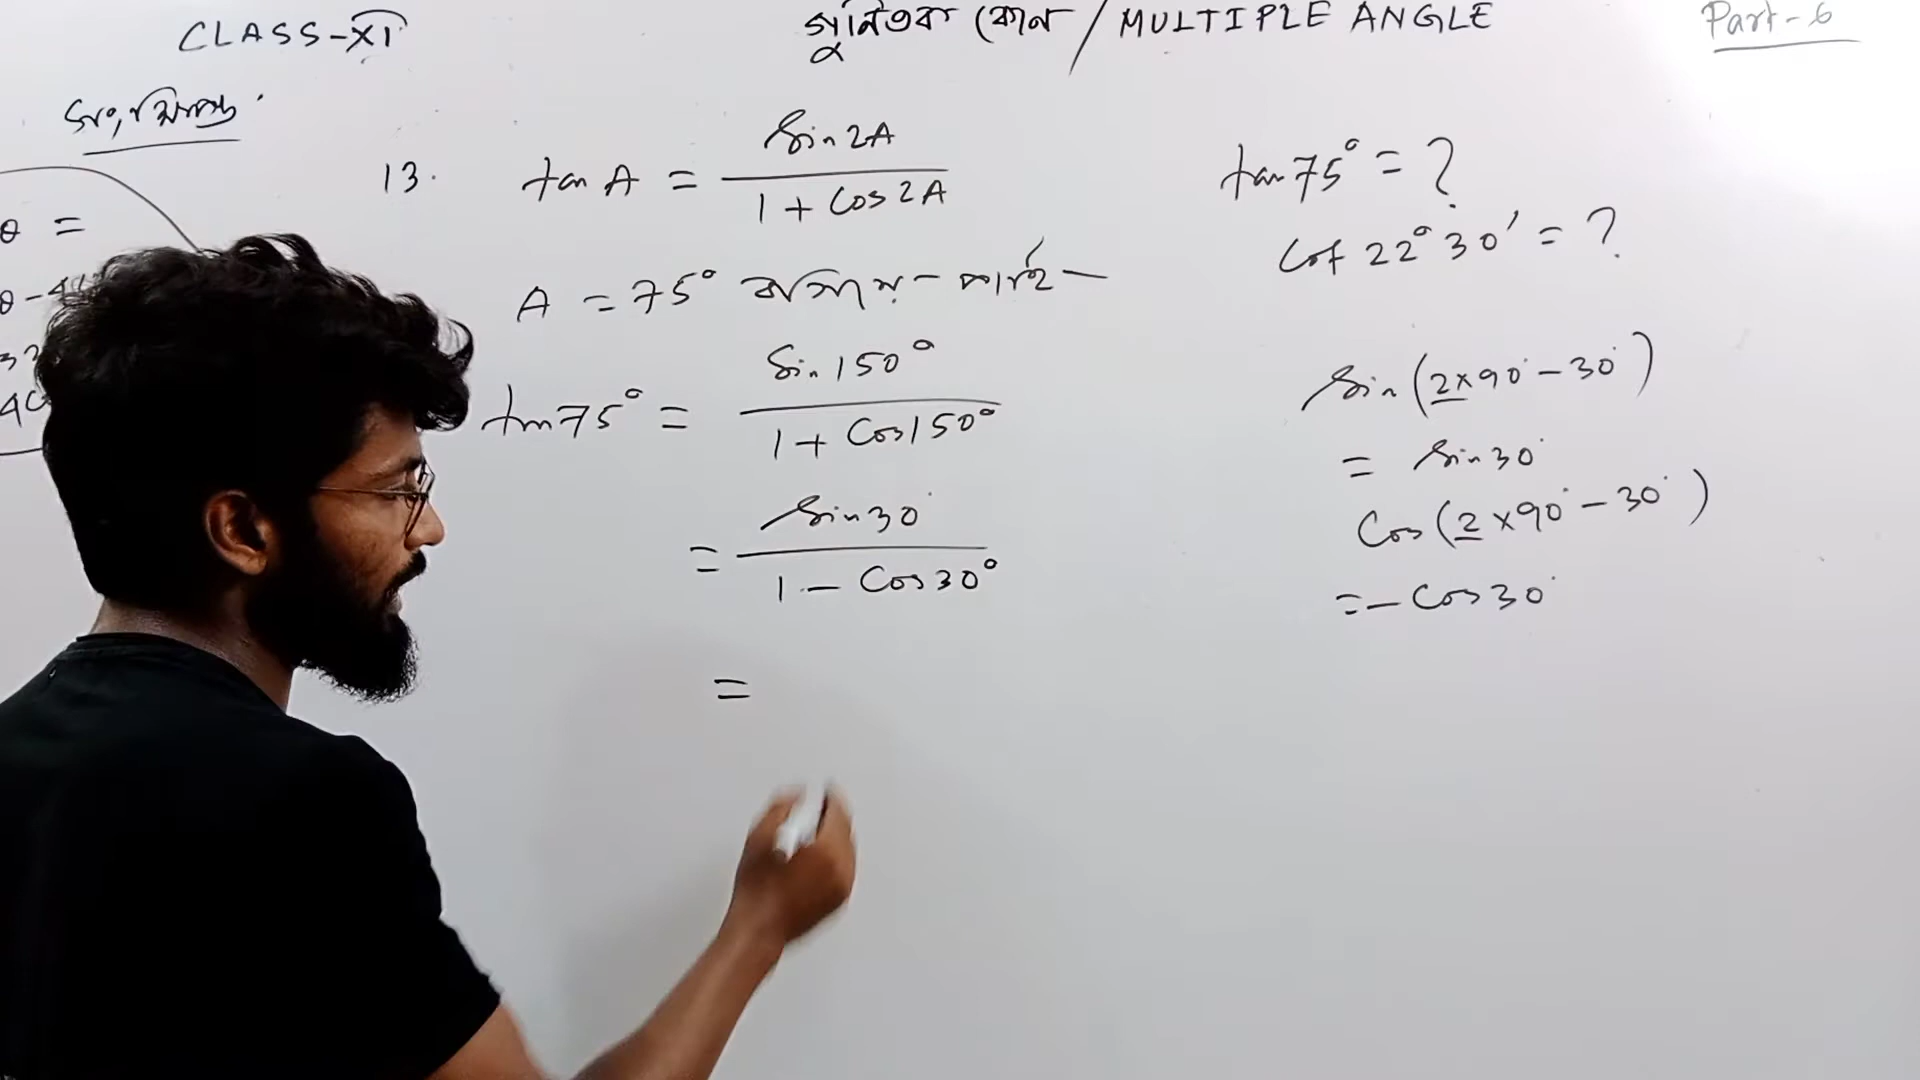 CLASS-XI
গুনিতক কোন / MULTIPLE ANGLE
Part-6
13. tan A = sin 2A / 1 + Cos 2A
A = 75°
tan 75° = Sin 150° / 1 + Cos 150°
= sin 30° / 1 - Cos 30°
=
tan 75° = ?
Cot 22° 30' = ?
Sin (2×90° - 30°)
= Sin 30°
Cos (2×90° - 30°)
= - Cos 30°
θ =